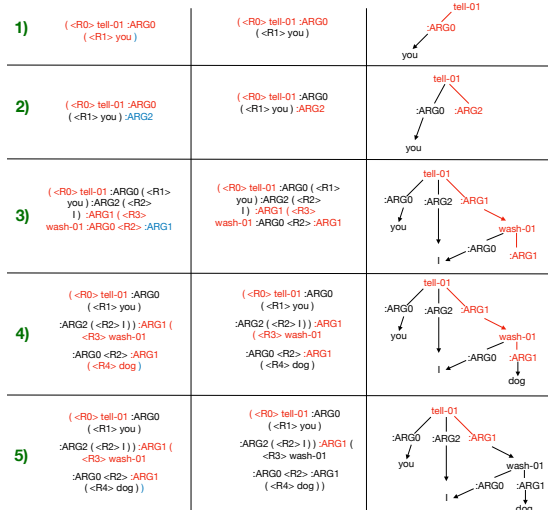 1)
( <R0> tell-01 :ARG0
( <R1> you )
( <R0> tell-01 :ARG0
(<R1> you )
tell-01
:ARG0
you
2)
( <R0> tell-01 :ARG0
(<R1> you ) :ARG2
( <R0> tell-01 :ARG0
(<R1> you ) :ARG2
tell-01
:ARG0
:ARG2
you
3)
( <R0> tell-01 :ARG0 ( <R1>
you ) :ARG2 ( <R2>
I ) :ARG1 ( <R3>
wash-01 :ARG0 <R2> :ARG1
( <R0> tell-01 :ARG0 ( <R1>
you ) :ARG2 ( <R2>
I ) :ARG1 ( <R3>
wash-01 :ARG0 <R2> :ARG1
tell-01
:ARG0
:ARG2
:ARG1
you
wash-01
:ARG0
:ARG1
I
4)
( <R0> tell-01 :ARG0
(<R1> you )
:ARG2 ( <R2> I ) ) :ARG1 (
<R3> wash-01
:ARG0 <R2> :ARG1
( <R4> dog )
( <R0> tell-01 :ARG0
(<R1> you )
:ARG2 ( <R2> I ) ) :ARG1
( <R3> wash-01
:ARG0 <R2> :ARG1
(<R4> dog )
tell-01
:ARG0
:ARG2
:ARG1
you
wash-01
:ARG0
:ARG1
I
dog
5)
( <R0> tell-01 :ARG0
(<R1> you )
:ARG2 ( <R2> I ) ) :ARG1 (
<R3> wash-01
:ARG0 <R2> :ARG1
( <R4> dog ) )
( <R0> tell-01 :ARG0
(<R1> you )
:ARG2 ( <R2> I ) ) :ARG1 (
<R3> wash-01
:ARG0 <R2> :ARG1
(<R4> dog ) )
tell-01
:ARG0
:ARG2
:ARG1
you
wash-01
:ARG0
:ARG1
I
dog